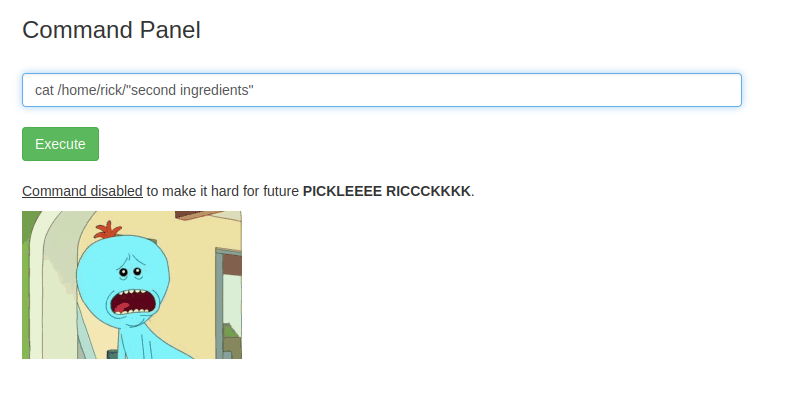 Command Panel
cat /home/rick/"second ingredients"
Execute
Command disabled to make it hard for future PICKLEEEE RICCCKKKK.